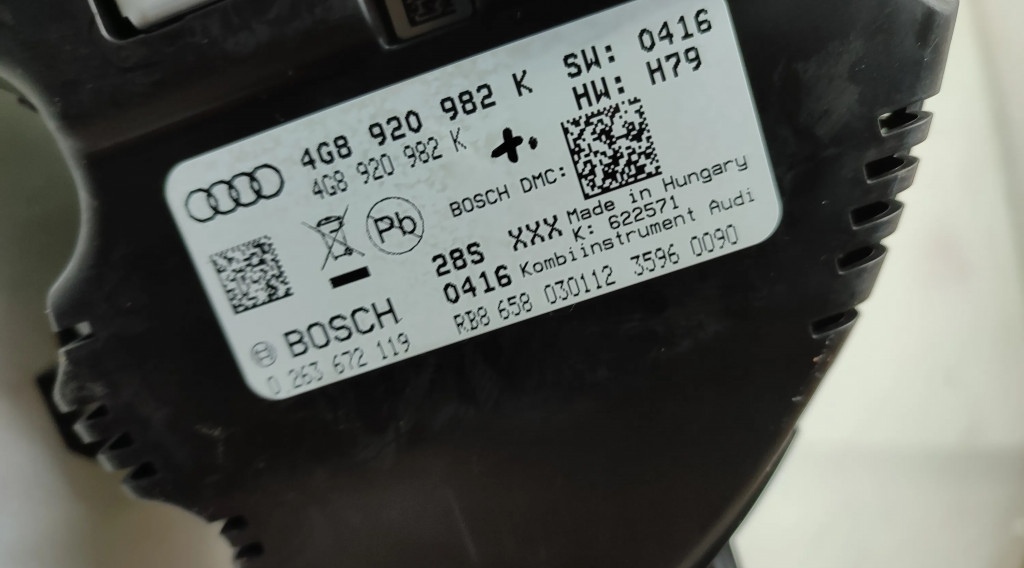 4G8 920 982 K SW: 0416
4G8 920 982 K HW: H79
Pb BOSCH DMC:
28S XXX Made in Hungary
K: 622571
0416 Kombiinstrument Audi
BOSCH
0 263 672 119 RB8 658 030112 3596 0090